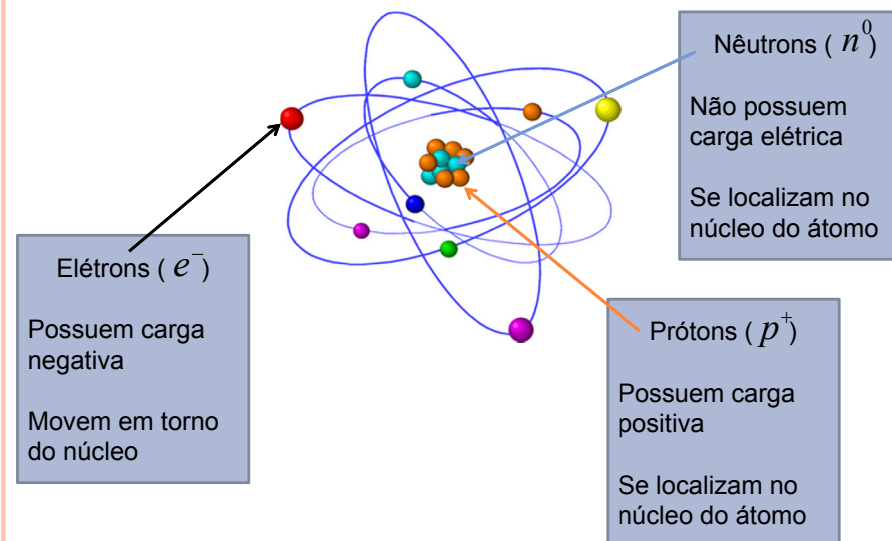 Nêutrons ( n⁰)
Não possuem
carga elétrica
Se localizam no
núcleo do átomo
Elétrons ( e⁻)
Possuem carga
negativa
Movem em torno
do núcleo
Prótons ( p⁺)
Possuem carga
positiva
Se localizam no
núcleo do átomo